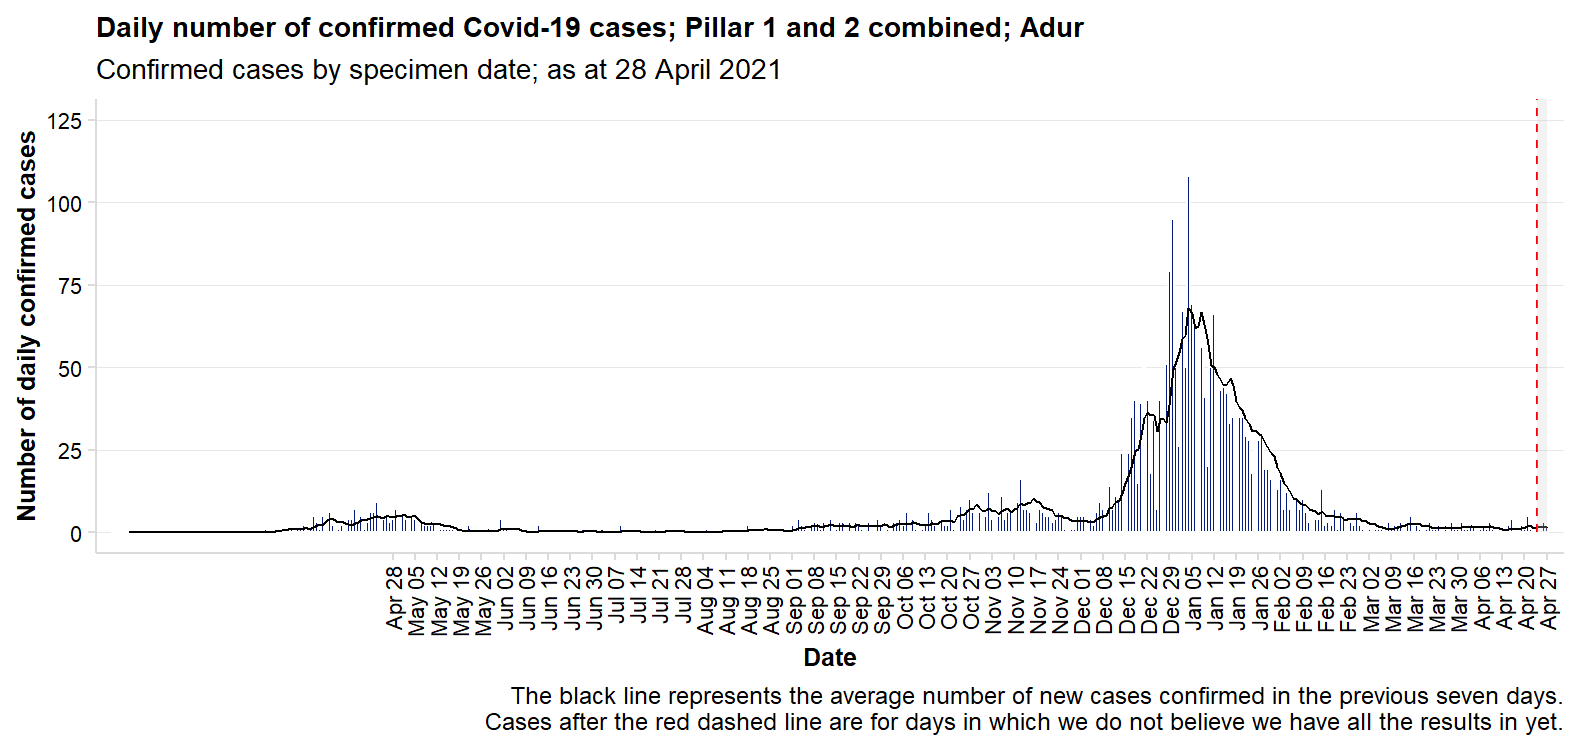 Daily number of confirmed Covid-19 cases; Pillar 1 and 2 combined; Adur
Confirmed cases by specimen date; as at 28 April 2021
Number of daily confirmed cases
125
100
75
50
25
0
Apr 28
May 05
May 12
May 19
May 26
Jun 02
Jun 09
Jun 16
Jun 23
Jun 30
Jul 07
Jul 14
Jul 21
Jul 28
Aug 04
Aug 11
Aug 18
Aug 25
Sep 01
Sep 08
Sep 15
Sep 22
Sep 29
Oct 06
Oct 13
Oct 20
Oct 27
Nov 03
Nov 10
Nov 17
Nov 24
Dec 01
Dec 08
Dec 15
Dec 22
Dec 29
Jan 05
Jan 12
Jan 19
Jan 26
Feb 02
Feb 09
Feb 16
Feb 23
Mar 02
Mar 09
Mar 16
Mar 23
Mar 30
Apr 06
Apr 13
Apr 20
Apr 27
Date
The black line represents the average number of new cases confirmed in the previous seven days.
Cases after the red dashed line are for days in which we do not believe we have all the results in yet.